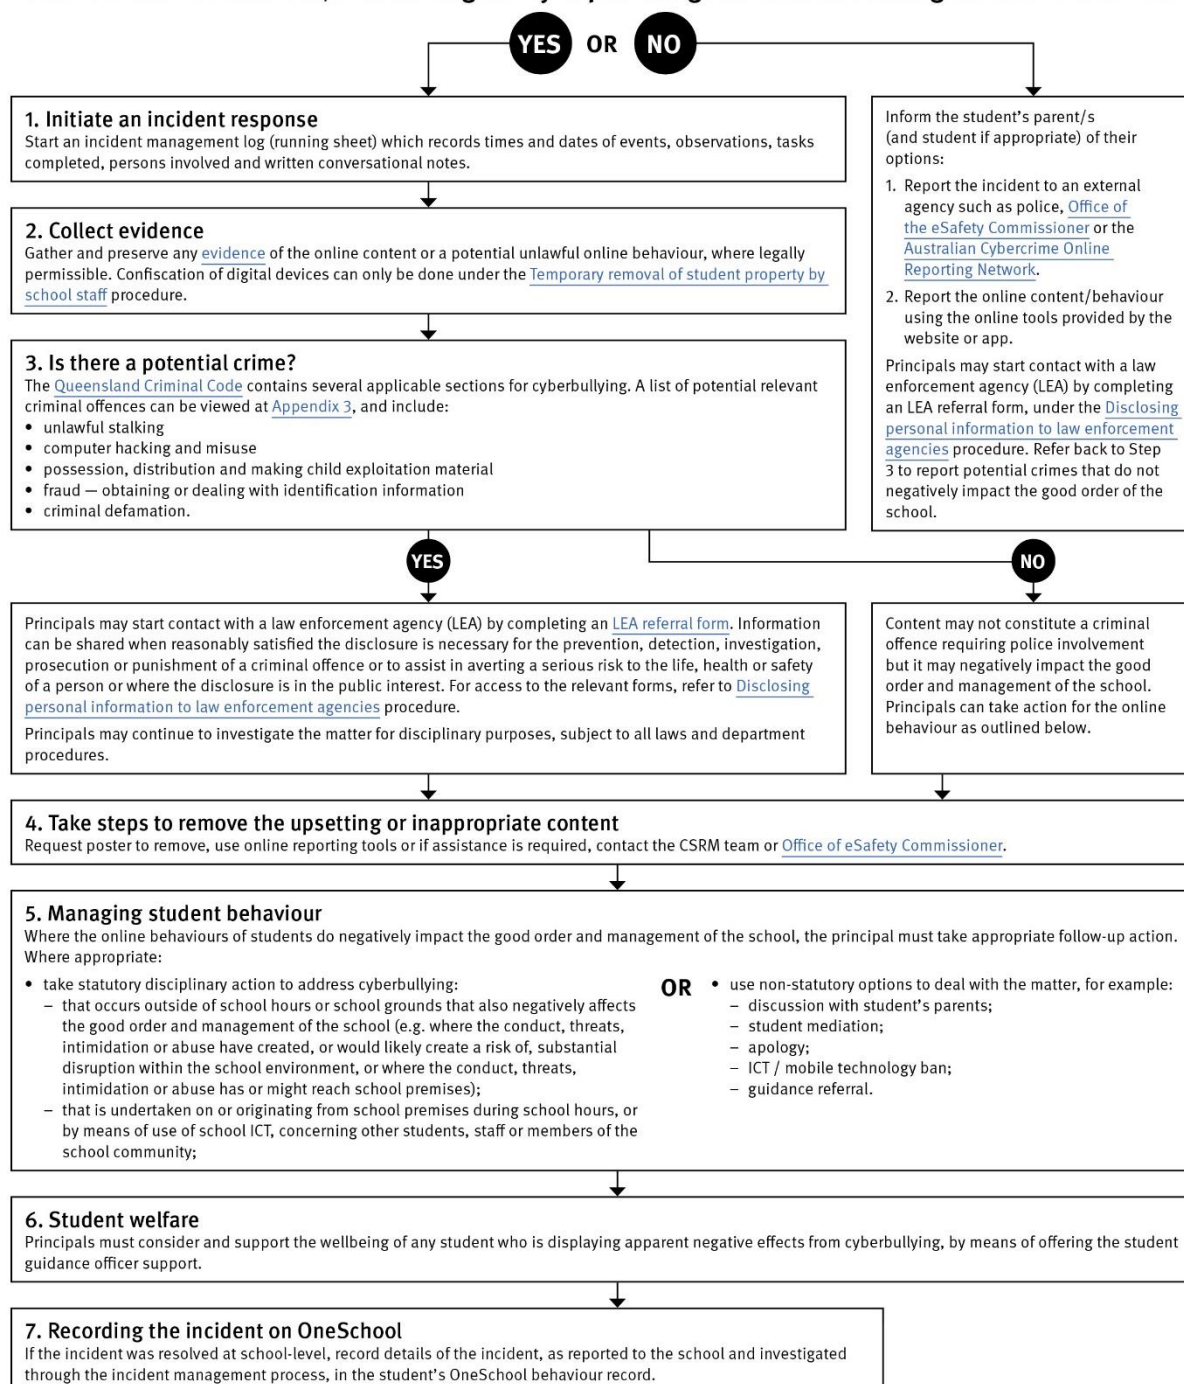 YES OR NO
1. Initiate an incident response
Start an incident management log (running sheet) which records times and dates of events, observations, tasks
completed, persons involved and written conversational notes.
2. Collect evidence
Gather and preserve any evidence of the online content or a potential unlawful online behaviour, where legally
permissible. Confiscation of digital devices can only be done under the Temporary removal of student property by
school staff procedure.
3. Is there a potential crime?
The Queensland Criminal Code contains several applicable sections for cyberbullying. A list of potential relevant
criminal offences can be viewed at Appendix 3, and include:
• unlawful stalking
• computer hacking and misuse
• possession, distribution and making child exploitation material
• fraud — obtaining or dealing with identification information
• criminal defamation.
Inform the student's parent/s
(and student if appropriate) of their
options:
1. Report the incident to an external
agency such as police, Office of
the eSafety Commissioner or the
Australian Cybercrime Online
Reporting Network.
2. Report the online content/behaviour
using the online tools provided by the
website or app.
Principals may start contact with a law
enforcement agency (LEA) by completing
an LEA referral form, under the Disclosing
personal information to law enforcement
agencies procedure. Refer back to Step
3 to report potential crimes that do not
negatively impact the good order of the
school.
YES
NO
Principals may start contact with a law enforcement agency (LEA) by completing an LEA referral form. Information
can be shared when reasonably satisfied the disclosure is necessary for the prevention, detection, investigation,
prosecution or punishment of a criminal offence or to assist in averting a serious risk to the life, health or safety
of a person or where the disclosure is in the public interest. For access to the relevant forms, refer to Disclosing
personal information to law enforcement agencies procedure.
Principals may continue to investigate the matter for disciplinary purposes, subject to all laws and department
procedures.
Content may not constitute a criminal
offence requiring police involvement
but it may negatively impact the good
order and management of the school.
Principals can take action for the online
behaviour as outlined below.
4. Take steps to remove the upsetting or inappropriate content
Request poster to remove, use online reporting tools or if assistance is required, contact the CSRM team or Office of eSafety Commissioner.
5. Managing student behaviour
Where the online behaviours of students do negatively impact the good order and management of the school, the principal must take appropriate follow-up action.
Where appropriate:
• take statutory disciplinary action to address cyberbullying:
– that occurs outside of school hours or school grounds that also negatively affects
the good order and management of the school (e.g. where the conduct, threats,
intimidation or abuse have created, or would likely create a risk of, substantial
disruption within the school environment, or where the conduct, threats,
intimidation or abuse has or might reach school premises);
– that is undertaken on or originating from school premises during school hours, or
by means of use of school ICT, concerning other students, staff or members of the
school community;
OR
• use non-statutory options to deal with the matter, for example:
– discussion with student's parents;
– student mediation;
– apology;
– ICT / mobile technology ban;
– guidance referral.
6. Student welfare
Principals must consider and support the wellbeing of any student who is displaying apparent negative effects from cyberbullying, by means of offering the student
guidance officer support.
7. Recording the incident on OneSchool
If the incident was resolved at school-level, record details of the incident, as reported to the school and investigated
through the incident management process, in the student's OneSchool behaviour record.